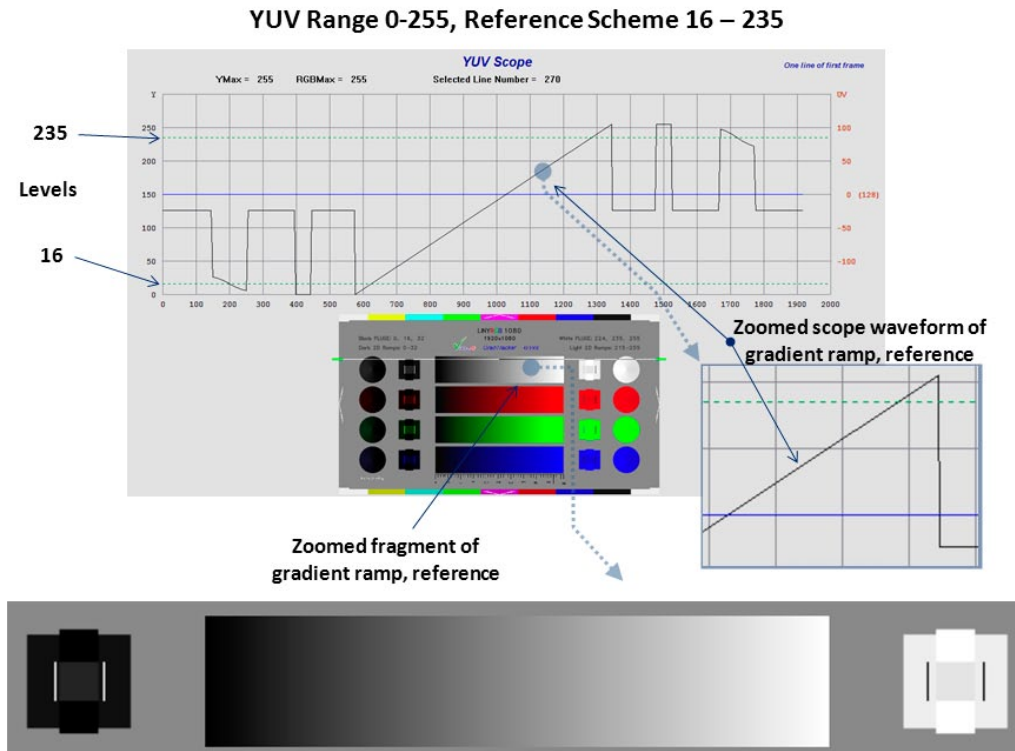 YUV Range 0-255, Reference Scheme 16 – 235
YUV Scope
One line of first frame
YMax = 255 RGBMax = 255 Selected Line Number = 270
Y UV
235
250 100
200 50
Levels
150 0 (128)
100 -50
16
50 -100
0
0 100 200 300 400 500 600 700 800 900 1000 1100 1200 1300 1400 1500 1600 1700 1800 1900 2000
1920x1080
Zoomed scope waveform of
gradient ramp, reference
Zoomed fragment of
gradient ramp, reference